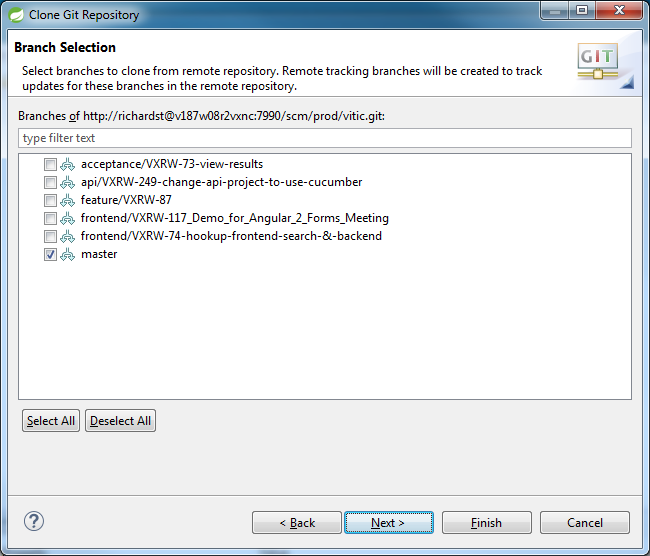 Clone Git Repository
Branch Selection
Select branches to clone from remote repository. Remote tracking branches will be created to track
updates for these branches in the remote repository.
GIT
Branches of http://richardst@v187w08r2vxnc:7990/scm/prod/vitic.git:
type filter text
acceptance/VXRW-73-view-results
api/VXRW-249-change-api-project-to-use-cucumber
feature/VXRW-87
frontend/VXRW-117_Demo_for_Angular_2_Forms_Meeting
frontend/VXRW-74-hookup-frontend-search-&-backend
master
Select All Deselect All
? < Back Next > Finish Cancel